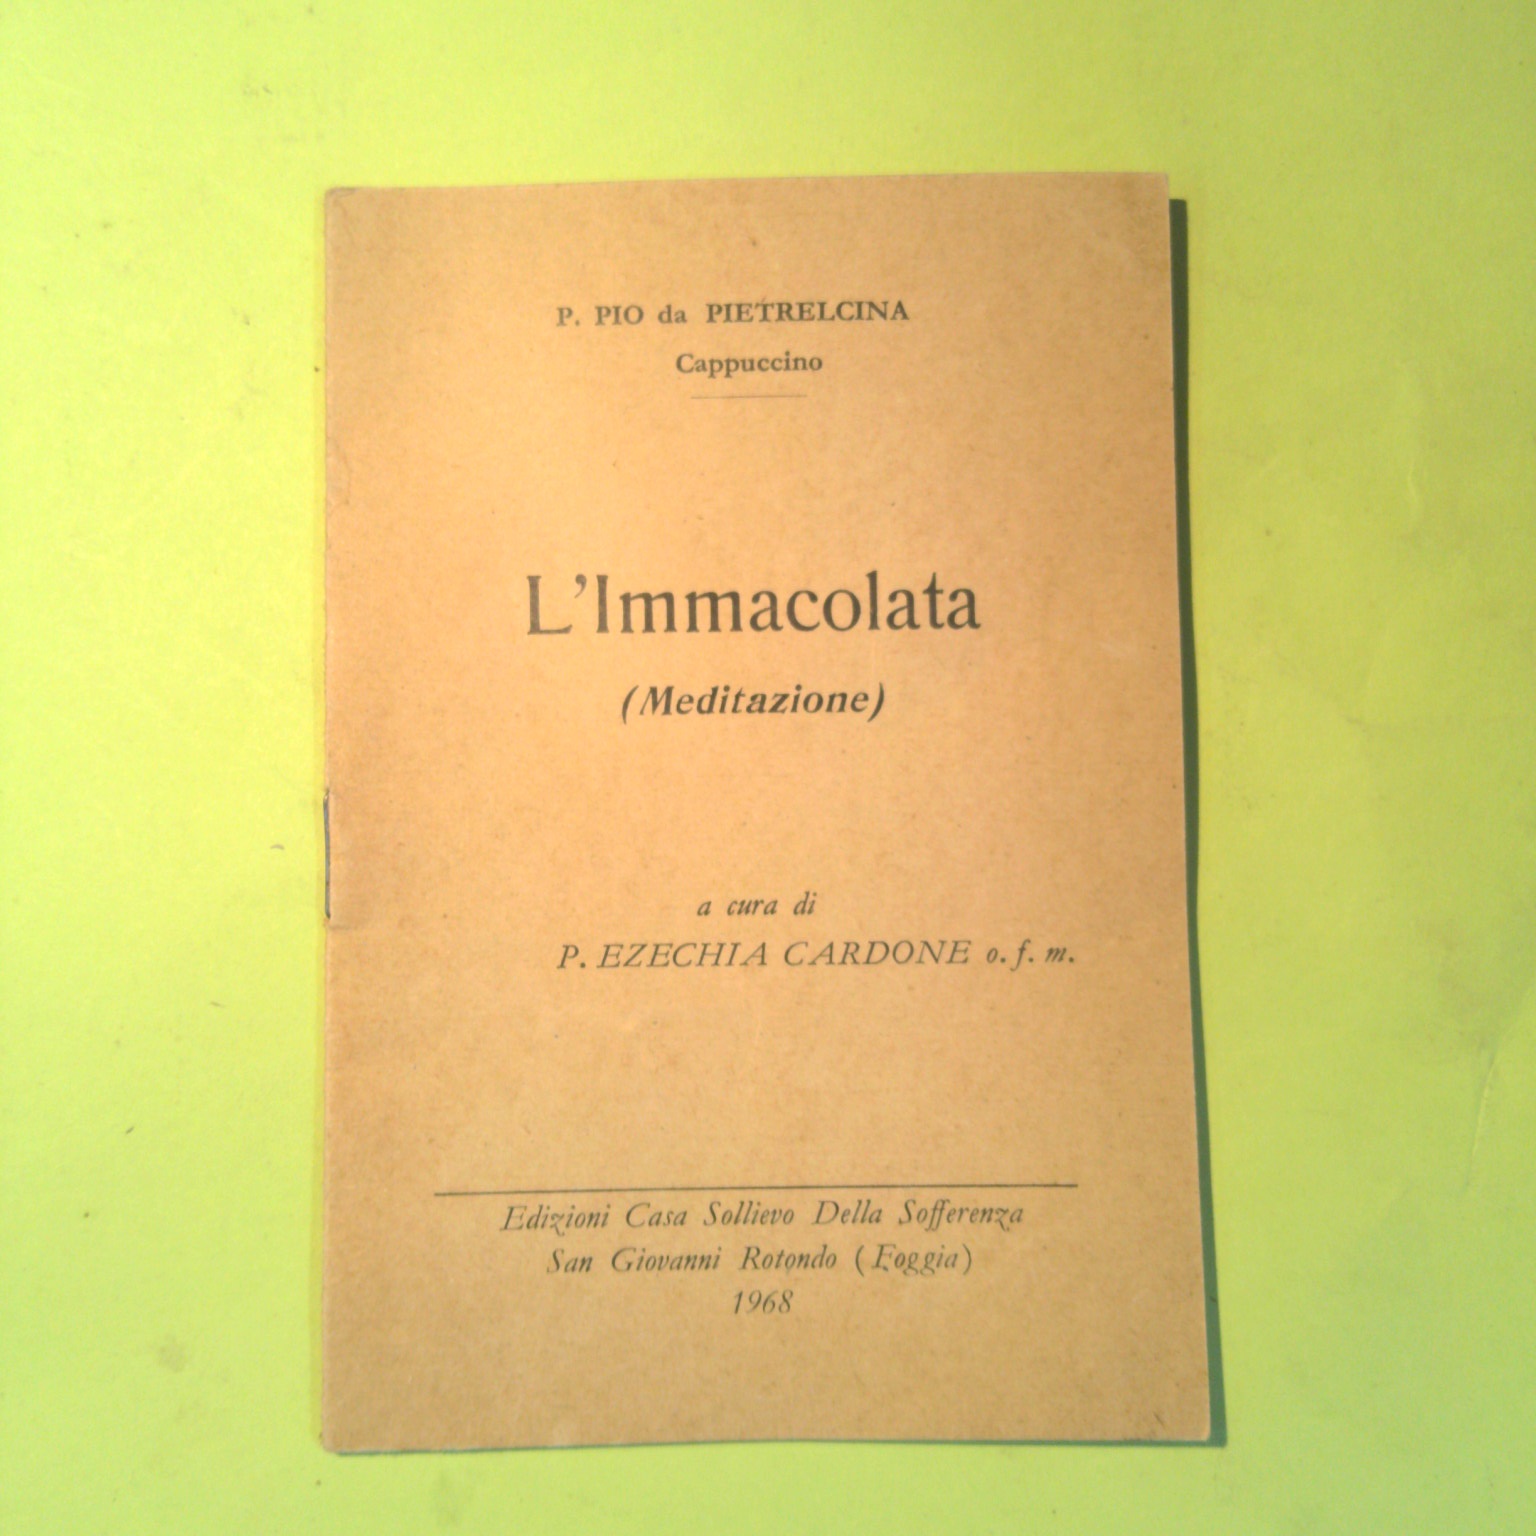 P. PIO da PIETRELCINA
Cappuccino
L'Immacolata
(Meditazione)
a cura di
P. EZECHIA CARDONE o. f. m.
Edizioni Casa Sollievo Della Sofferenza
San Giovanni Rotondo (Foggia)
1968